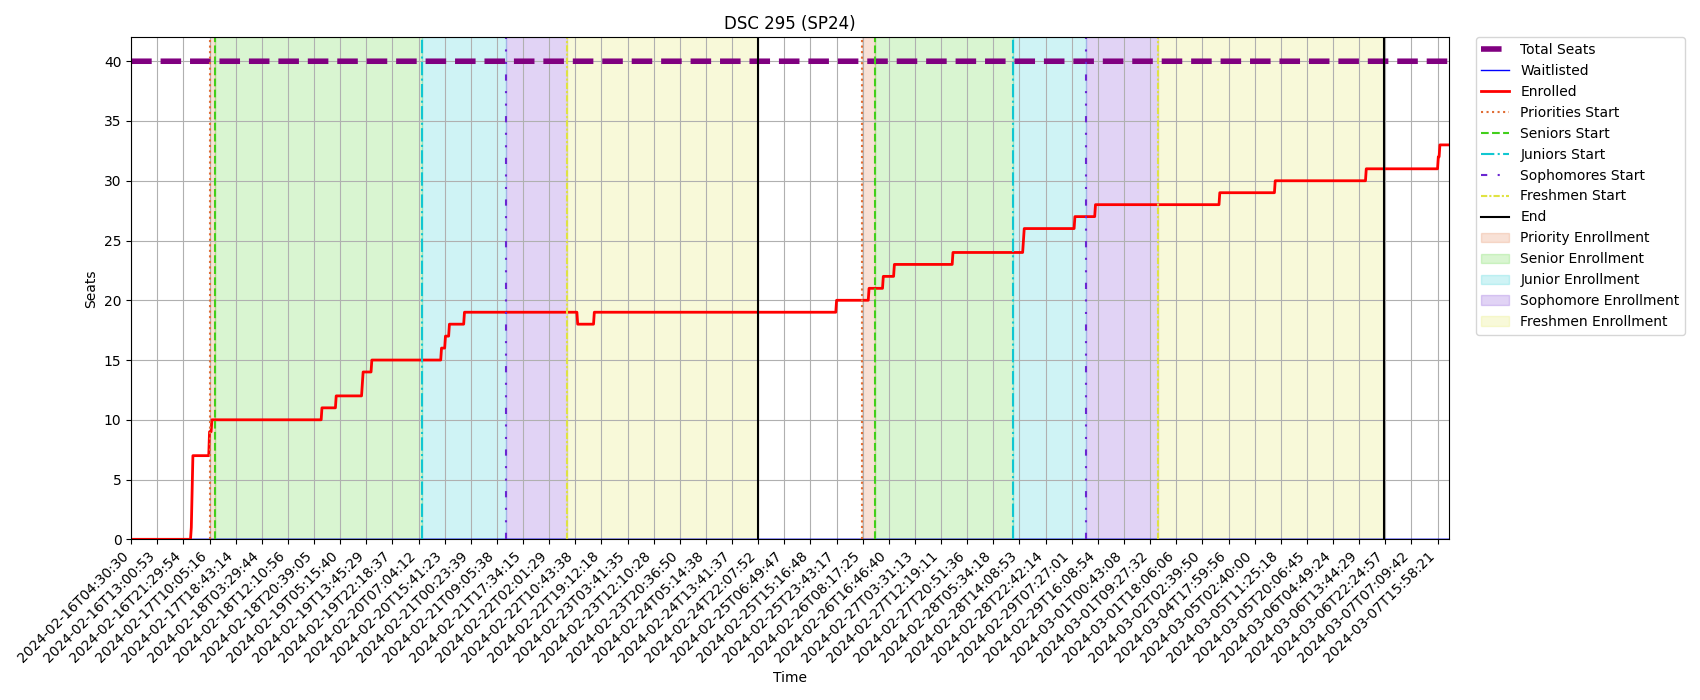 DSC 295 (SP24)
Seats
40
35
30
25
20
15
10
5
0
2024-02-16T04:30:30
2024-02-16T13:00:53
2024-02-16T21:29:54
2024-02-17T10:05:16
2024-02-17T18:43:14
2024-02-18T03:29:44
2024-02-18T12:10:56
2024-02-18T20:39:05
2024-02-19T05:15:40
2024-02-19T13:45:29
2024-02-19T22:18:37
2024-02-20T07:04:12
2024-02-20T15:41:23
2024-02-21T00:23:39
2024-02-21T09:05:38
2024-02-21T17:34:15
2024-02-22T02:01:29
2024-02-22T10:43:38
2024-02-22T19:12:18
2024-02-23T03:41:35
2024-02-23T12:10:28
2024-02-23T20:36:50
2024-02-24T05:14:38
2024-02-24T13:41:37
2024-02-24T22:07:52
2024-02-25T06:49:47
2024-02-25T15:16:48
2024-02-25T23:43:17
2024-02-26T08:17:25
2024-02-26T16:46:40
2024-02-27T03:31:13
2024-02-27T12:19:11
2024-02-27T20:51:36
2024-02-28T05:34:18
2024-02-28T14:08:53
2024-02-28T22:42:14
2024-02-29T07:27:01
2024-02-29T16:08:54
2024-03-01T00:43:08
2024-03-01T09:27:32
2024-03-01T18:06:06
2024-03-02T02:39:50
2024-03-04T17:59:56
2024-03-05T02:40:00
2024-03-05T11:25:18
2024-03-05T20:06:45
2024-03-06T04:49:24
2024-03-06T13:44:29
2024-03-06T22:24:57
2024-03-07T07:09:42
2024-03-07T15:58:21
Time
Total Seats
Waitlisted
Enrolled
Priorities Start
Seniors Start
Juniors Start
Sophomores Start
Freshmen Start
End
Priority Enrollment
Senior Enrollment
Junior Enrollment
Sophomore Enrollment
Freshmen Enrollment